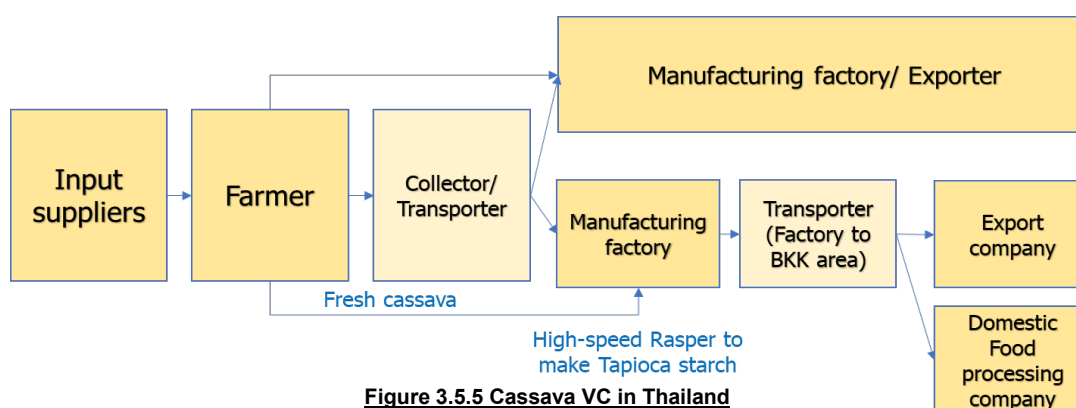 Manufacturing factory/ Exporter
Input
suppliers
Farmer
Collector/
Transporter
Manufacturing
factory
Transporter
(Factory to
BKK area)
Export
company
Fresh cassava
High-speed Rasper to
make Tapioca starch
Domestic
Food
processing
company
Figure 3.5.5 Cassava VC in Thailand